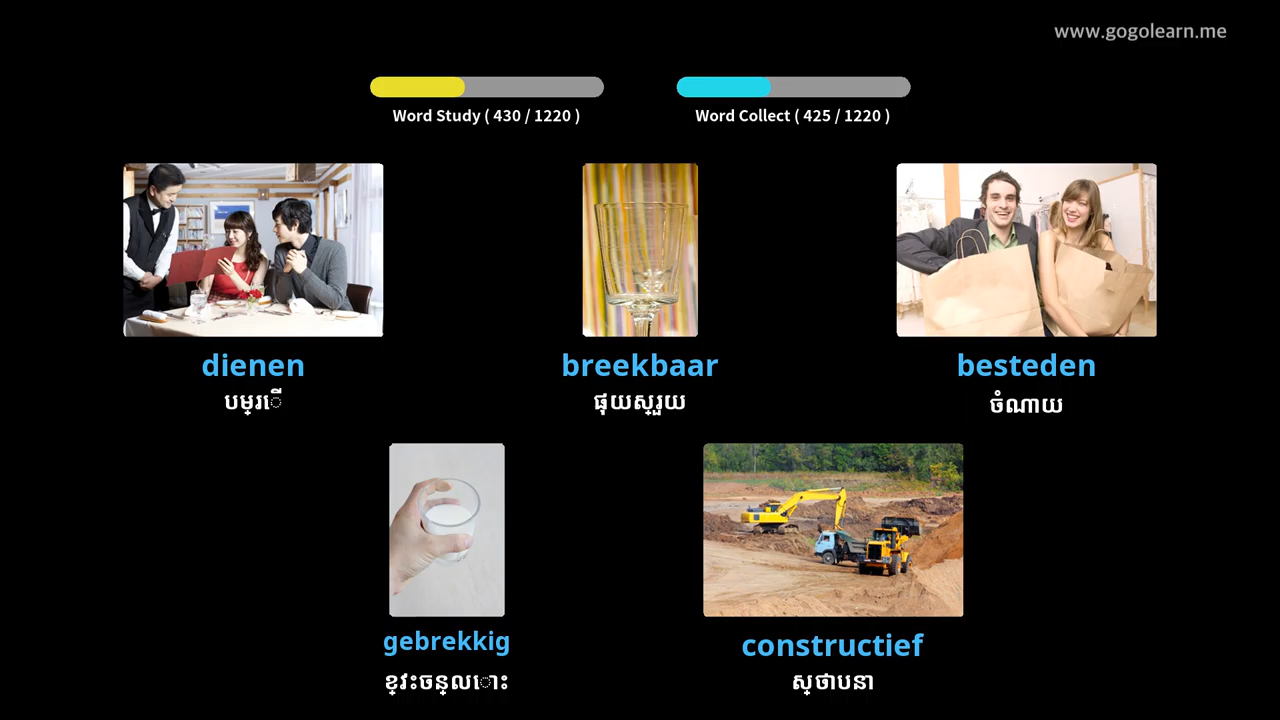 www.gogolearn.me
Word Study ( 430 / 1220 )
Word Collect ( 425 / 1220 )
dienen
បម្រើ
breekbaar
ផុយស្រួយ
besteden
ចំណាយ
gebrekkig
ខ្វះចន្លោះ
constructief
ស្ថាបនា